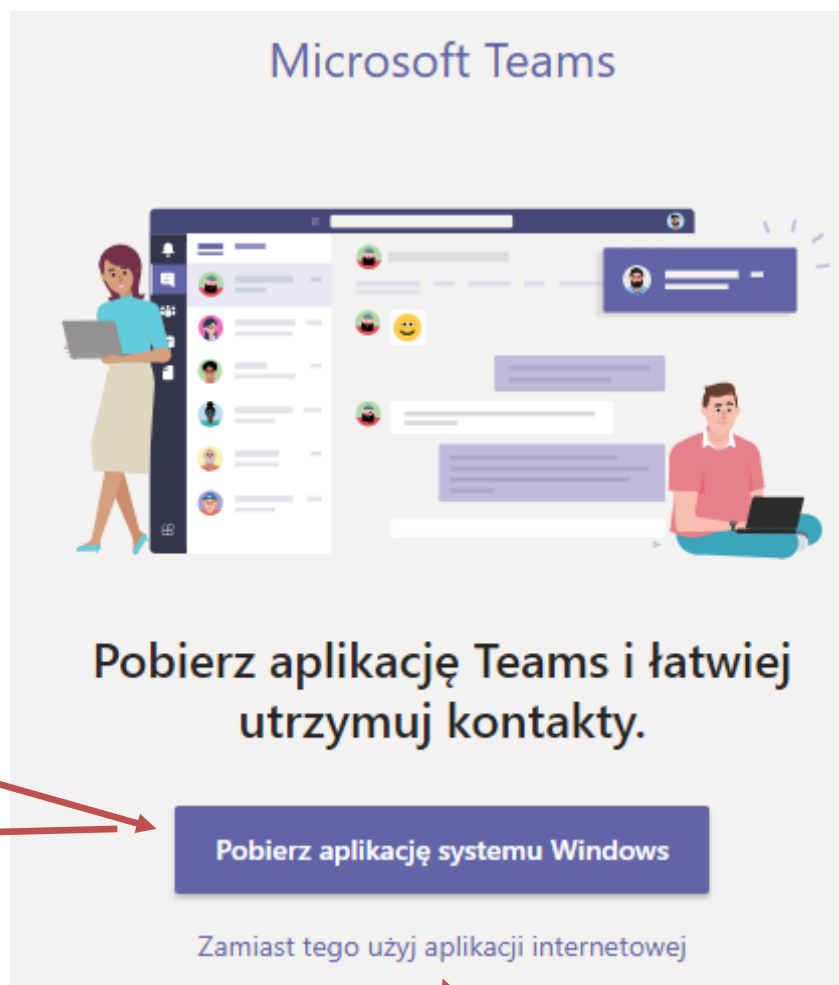 Microsoft Teams
Pobierz aplikację Teams i łatwiej
utrzymuj kontakty.
Pobierz aplikację systemu Windows
Zamiast tego użyj aplikacji internetowej